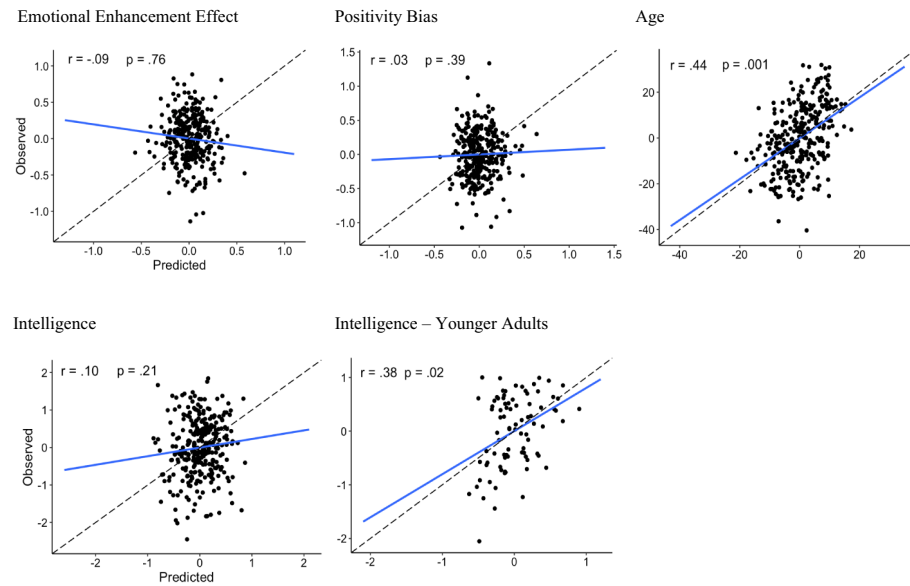 Emotional Enhancement Effect
Positivity Bias
Age
r = -.09 p = .76
r = .03 p = .39
r = .44 p = .001
Observed
1.0
0.5
0.0
-0.5
-1.0
-1.0 -0.5 0.0 0.5 1.0
Predicted
1.5
1.0
0.5
0.0
-0.5
-1.0
-1.0 -0.5 0.0 0.5 1.0 1.5
20
0
-20
-40
-40 -20 0 20
Intelligence
Intelligence – Younger Adults
r = .10 p = .21
r = .38 p = .02
Observed
2
1
0
-1
-2
-2 -1 0 1 2
Predicted
1
0
-1
-2
-2 -1 0 1